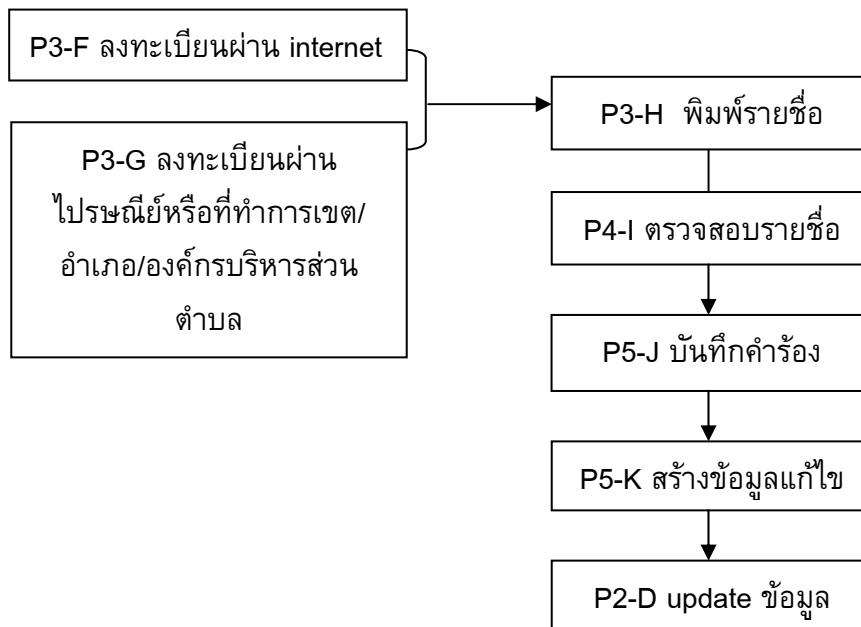 P3-F ลงทะเบียนผ่าน internet
P3-G ลงทะเบียนผ่าน
ไปรษณีย์หรือที่ทำการเขต/
อำเภอ/องค์กรบริหารส่วน
ตำบล
P3-H พิมพ์รายชื่อ
P4-I ตรวจสอบรายชื่อ
P5-J บันทึกคำร้อง
P5-K สร้างข้อมูลแก้ไข
P2-D update ข้อมูล